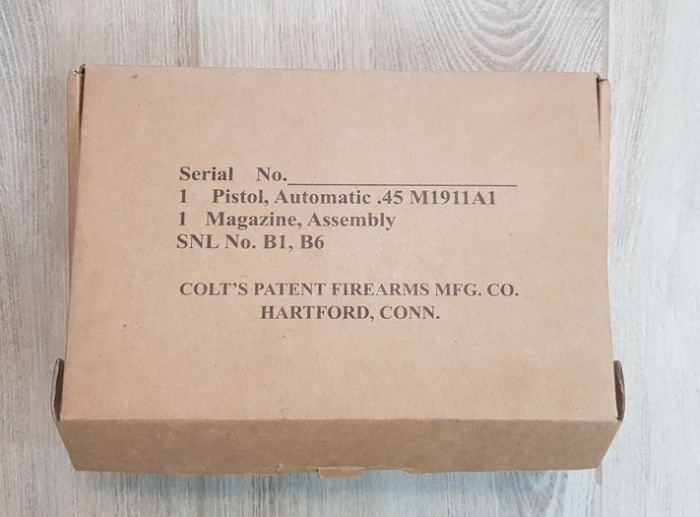 Serial No.____________________
1 Pistol, Automatic .45 M1911A1
1 Magazine, Assembly
SNL No. B1, B6
COLT'S PATENT FIREARMS MFG. CO.
HARTFORD, CONN.